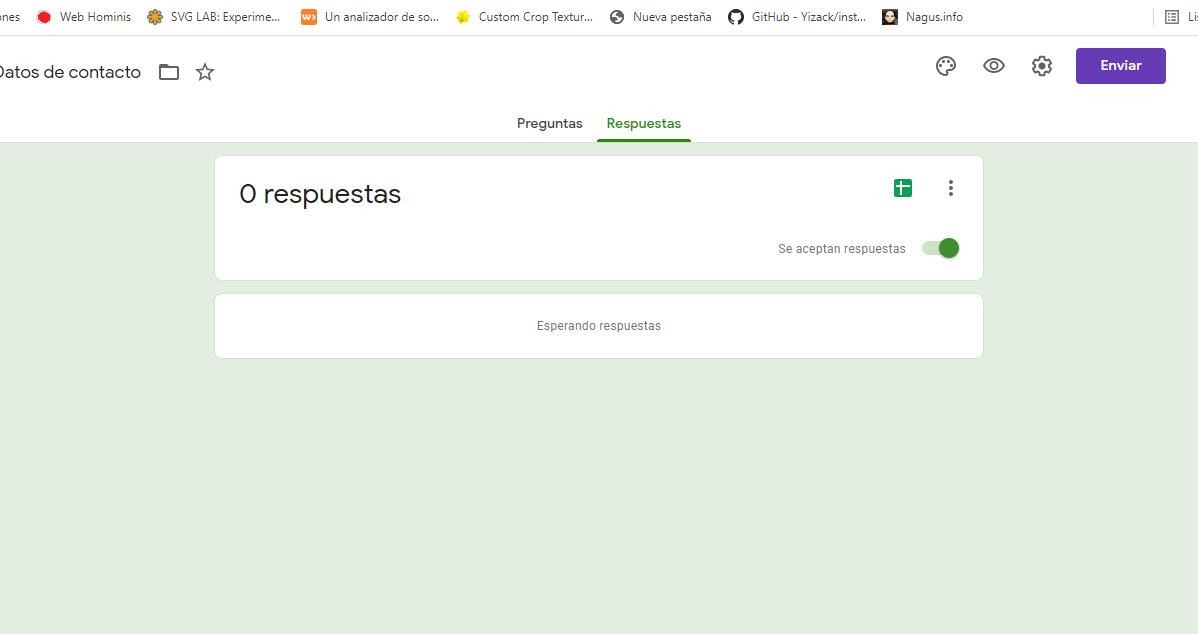 ones Web Hominis SVG LAB: Experime... Un analizador de so... Custom Crop Textur... Nueva pestaña GitHub - Yizack/inst... Nagus.info Lis
Datos de contacto
Enviar
Preguntas Respuestas
0 respuestas
Se aceptan respuestas
Esperando respuestas